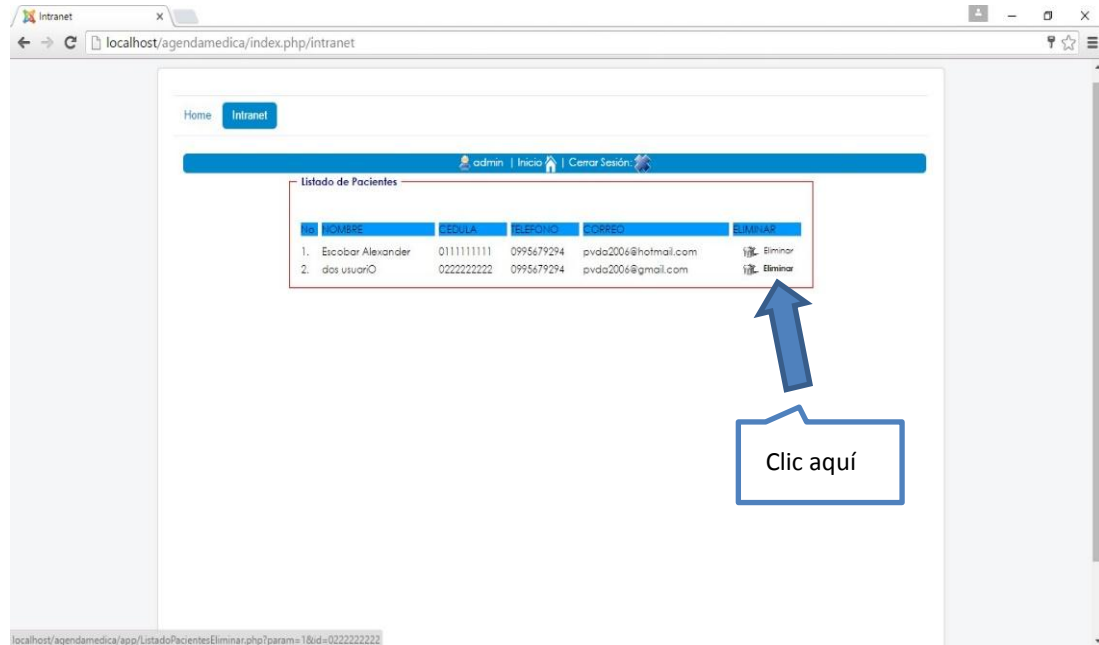 Intranet
localhost/agendamedica/index.php/intranet
Home Intranet
admin | Inicio | Cerrar Sesión:
Listado de Pacientes
No NOMBRE CEDULA TELEFONO CORREO ELIMINAR
1. Escobar Alexander 0111111111 0995679294 pvda2006@hotmail.com Eliminar
2. dos usuariO 0222222222 0995679294 pvda2006@gmail.com Eliminar
Clic aquí
localhost/agendamedica/app/ListadoPacientesEliminar.php?param=1&id=0222222222